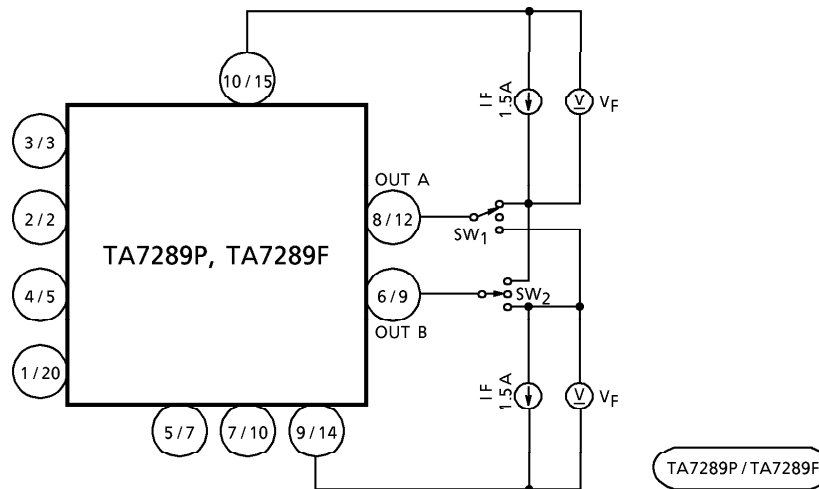 10 / 15
IF
1.5A
V
VF
3 / 3
OUT A
2 / 2
8 / 12
SW1
TA7289P, TA7289F
4 / 5
6 / 9
SW2
OUT B
1 / 20
IF
1.5A
V
VF
5 / 7
7 / 10
9 / 14
TA7289P / TA7289F